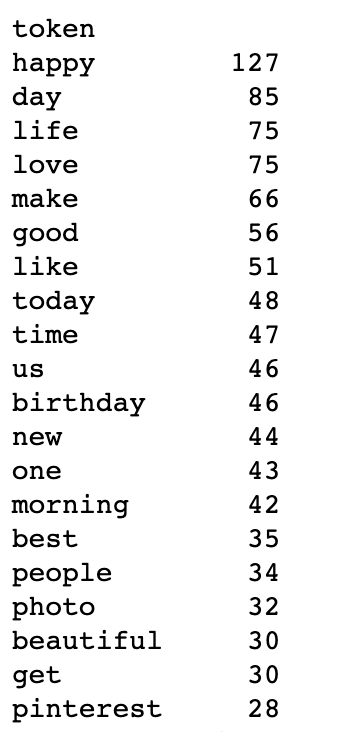 token
happy 127
day 85
life 75
love 75
make 66
good 56
like 51
today 48
time 47
us 46
birthday 46
new 44
one 43
morning 42
best 35
people 34
photo 32
beautiful 30
get 30
pinterest 28